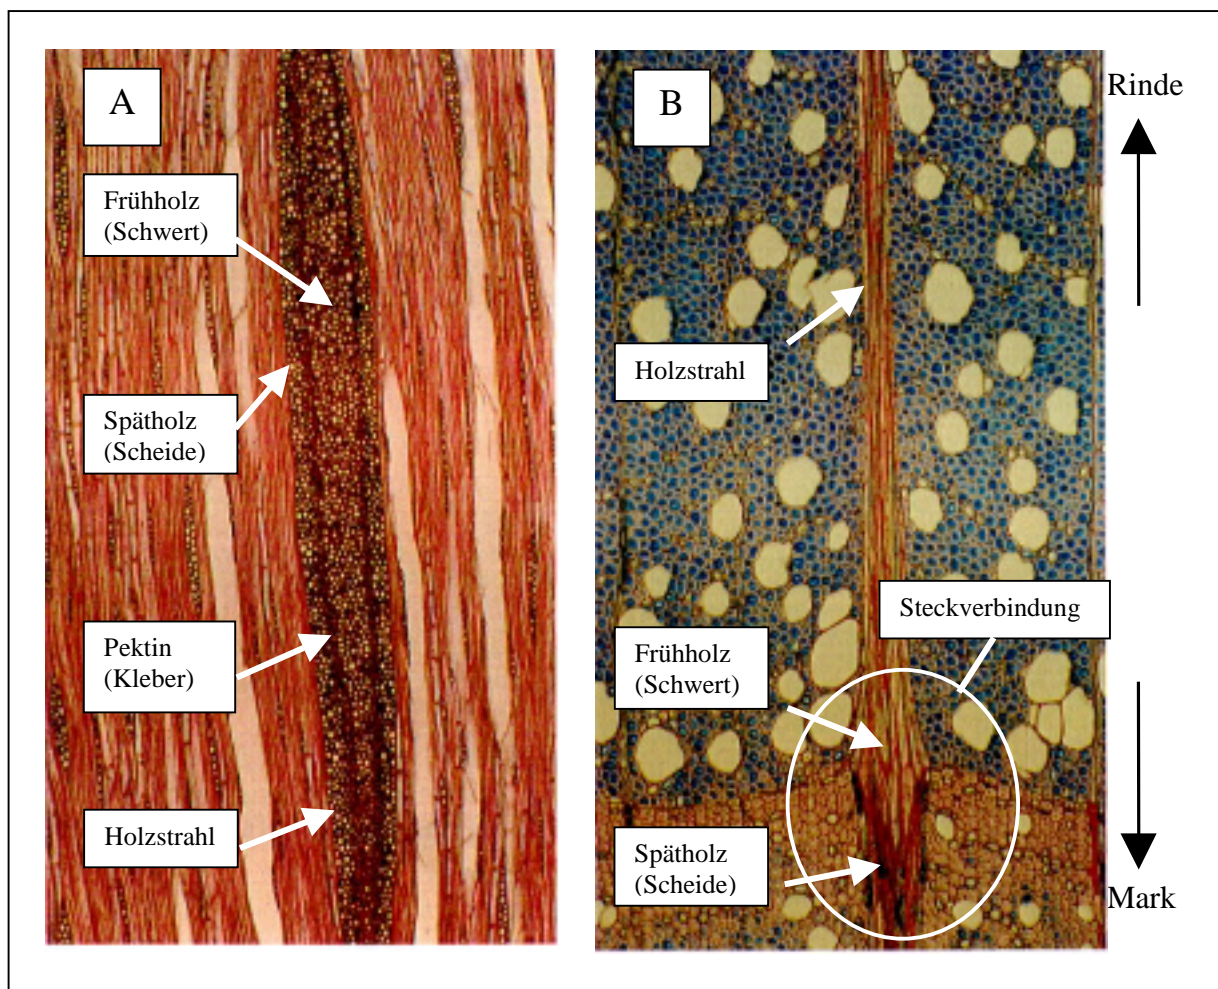 A
Frühholz
(Schwert)
Spätholz
(Scheide)
Pektin
(Kleber)
Holzstrahl
B
Rinde
Holzstrahl
Steckverbindung
Frühholz
(Schwert)
Spätholz
(Scheide)
Mark